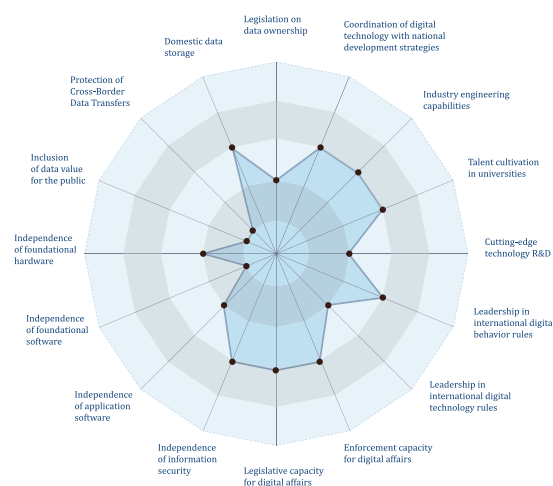 Legislation on
data ownership
Coordination of digital
technology with national
development strategies
Industry engineering
capabilities
Talent cultivation
in universities
Cutting-edge
technology R&D
Leadership in
international digital
behavior rules
Leadership in
international digital
technology rules
Enforcement capacity
for digital affairs
Legislative capacity
for digital affairs
Independence
of information
security
Independence
of application
software
Independence
of foundational
software
Independence
of foundational
hardware
Inclusion
of data value
for the public
Protection of
Cross-Border
Data Transfers
Domestic data
storage